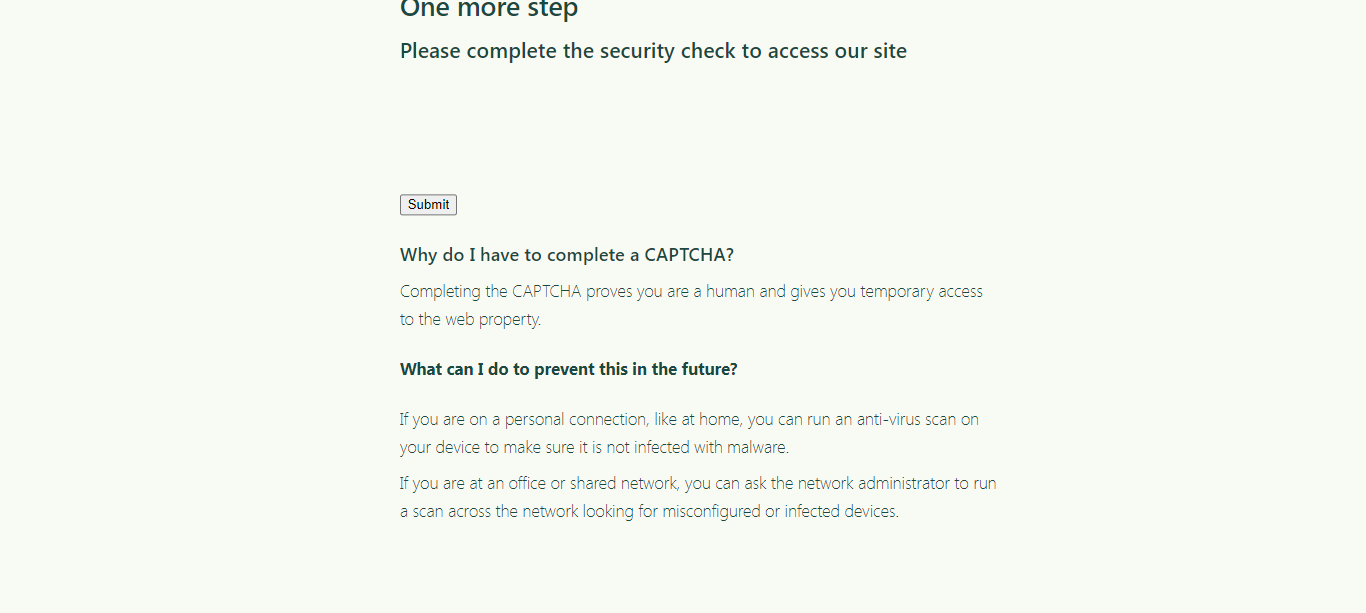 One more step
Please complete the security check to access our site
Submit
Why do I have to complete a CAPTCHA?
Completing the CAPTCHA proves you are a human and gives you temporary access
to the web property.
What can I do to prevent this in the future?
If you are on a personal connection, like at home, you can run an anti-virus scan on
your device to make sure it is not infected with malware.
If you are at an office or shared network, you can ask the network administrator to run
a scan across the network looking for misconfigured or infected devices.